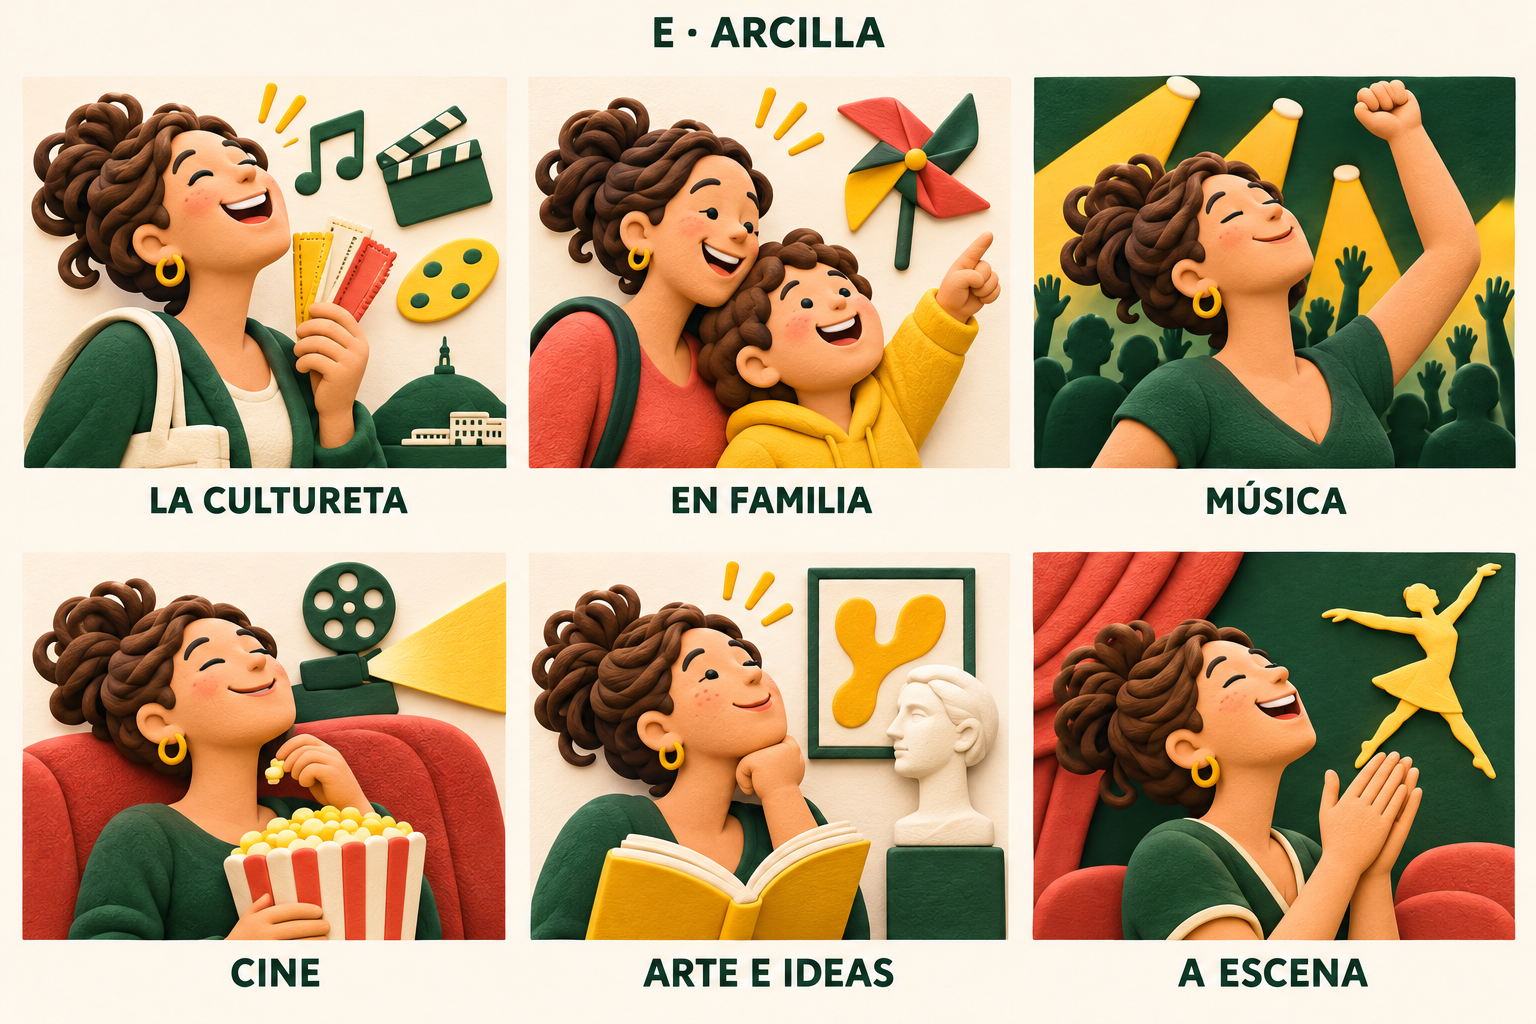 E · ARCILLA
LA CULTURETA
EN FAMILIA
MÚSICA
CINE
ARTE E IDEAS
A ESCENA